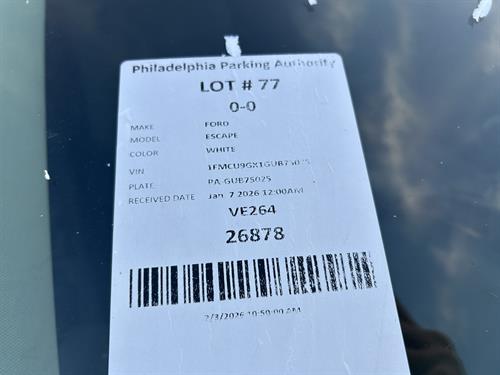 Philadelphia Parking Authority
LOT # 77
0-0
MAKE FORD
MODEL ESCAPE
COLOR WHITE
VIN 1FMCU9GX1GUB75025
PLATE PA-GUB75025
RECEIVED DATE Jan 7 2026 12:00AM
VE264
26878
2/3/2026 10:50:00 AM